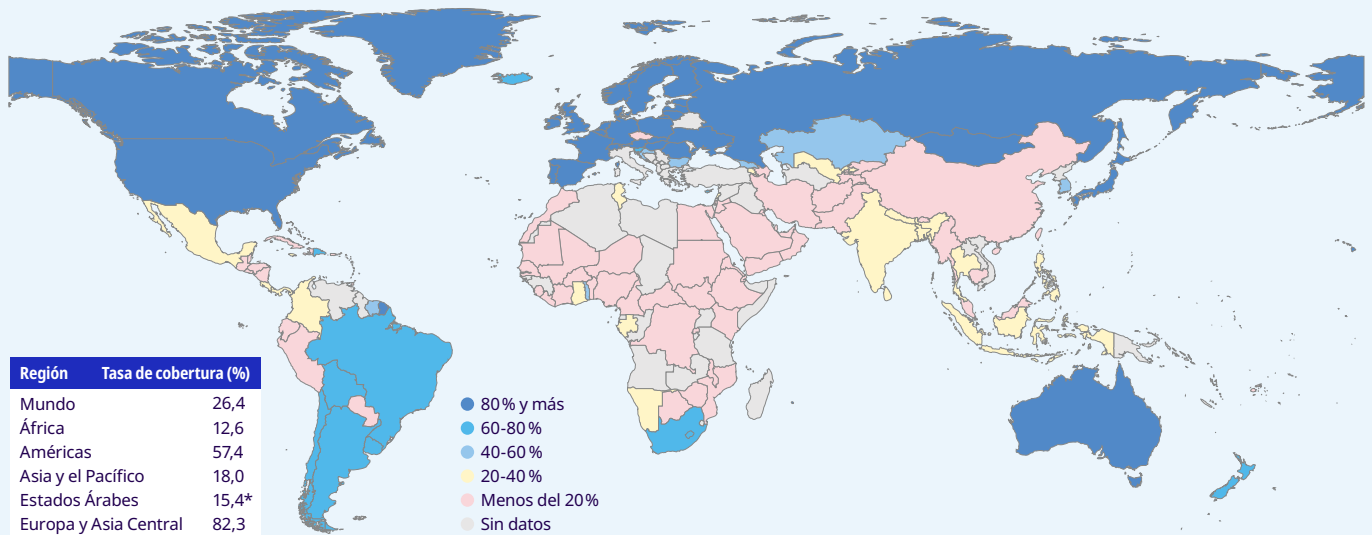 Región Tasa de cobertura (%)
Mundo 26,4
África 12,6
Américas 57,4
Asia y el Pacífico 18,0
Estados Árabes 15,4*
Europa y Asia Central 82,3
80 % y más
60-80 %
40-60 %
20-40 %
Menos del 20 %
Sin datos